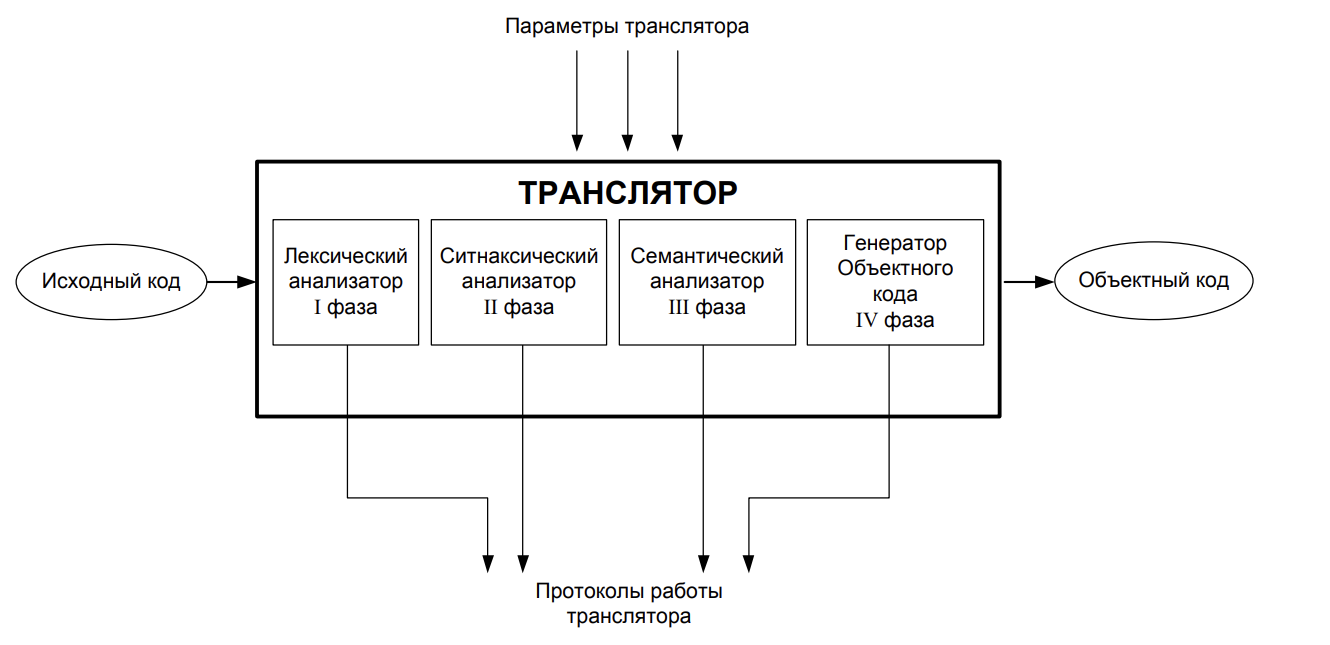 Параметры транслятора
ТРАНСЛЯТОР
Исходный код
Лексический
анализатор
I фаза
Ситнаксический
анализатор
II фаза
Семантический
анализатор
III фаза
Генератор
Объектного
кода
IV фаза
Объектный код
Протоколы работы
транслятора